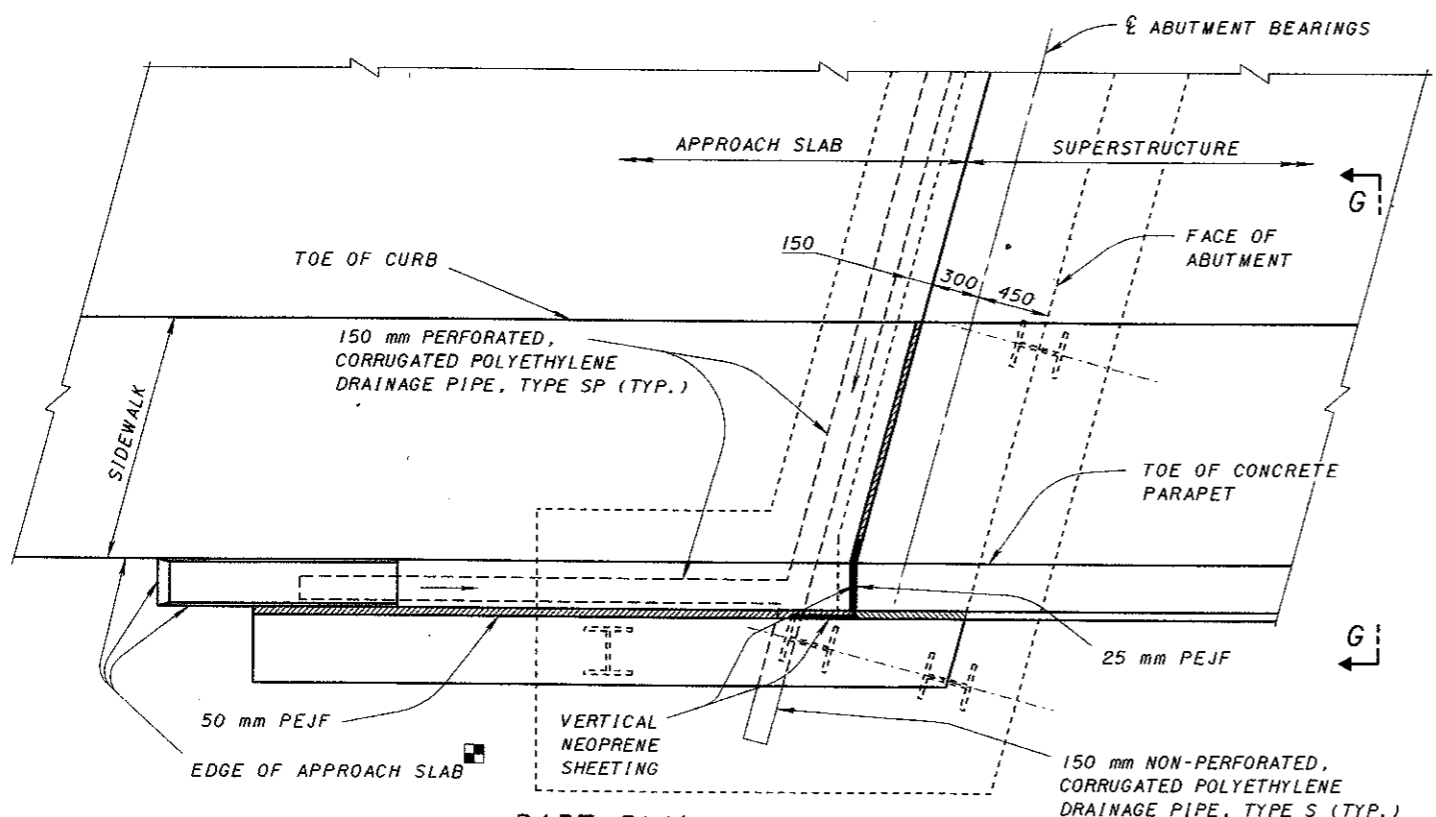 ℄ ABUTMENT BEARINGS
APPROACH SLAB
SUPERSTRUCTURE
G
FACE OF
ABUTMENT
150
300
450
TOE OF CURB
150 mm PERFORATED,
CORRUGATED POLYETHYLENE
DRAINAGE PIPE, TYPE SP (TYP.)
SIDEWALK
TOE OF CONCRETE
PARAPET
G
25 mm PEJF
50 mm PEJF
VERTICAL
NEOPRENE
SHEETING
EDGE OF APPROACH SLAB
150 mm NON-PERFORATED,
CORRUGATED POLYETHYLENE
DRAINAGE PIPE, TYPE S (TYP.)